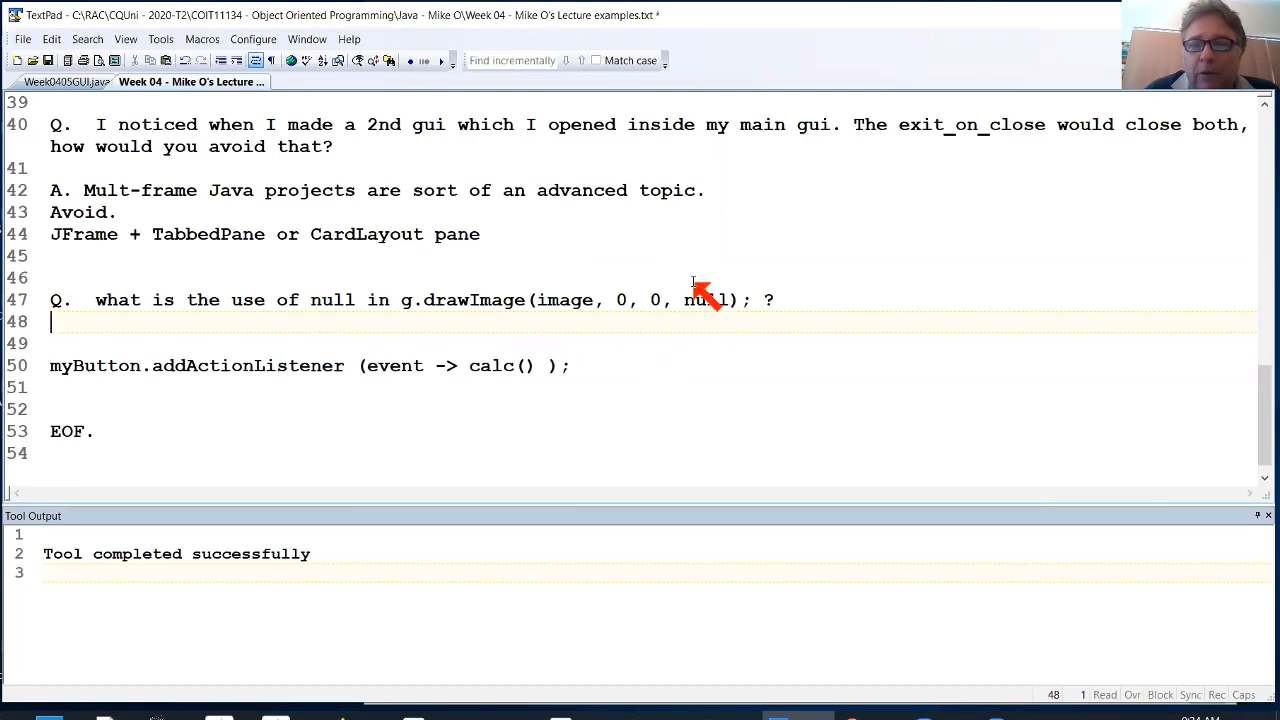 TextPad - C:\RAC\CQUni - 2020-T2\COIT11134 - Object Oriented Programming\Java - Mike O\Week 04 - Mike O's Lecture examples.txt *
File Edit Search View Tools Macros Configure Window Help
Find incrementally Match case
Week0405GUI.java Week 04 - Mike O's Lecture ...
39
40 Q. I noticed when I made a 2nd gui which I opened inside my main gui. The exit_on_close would close both,
how would you avoid that?
41
42 A. Mult-frame Java projects are sort of an advanced topic.
43 Avoid.
44 JFrame + TabbedPane or CardLayout pane
45
46
47 Q. what is the use of null in g.drawImage(image, 0, 0, null); ?
48
49
50 myButton.addActionListener (event -> calc() );
51
52
53 EOF.
54
Tool Output
1
2 Tool completed successfully
3
48 1 Read Ovr Block Sync Rec Caps